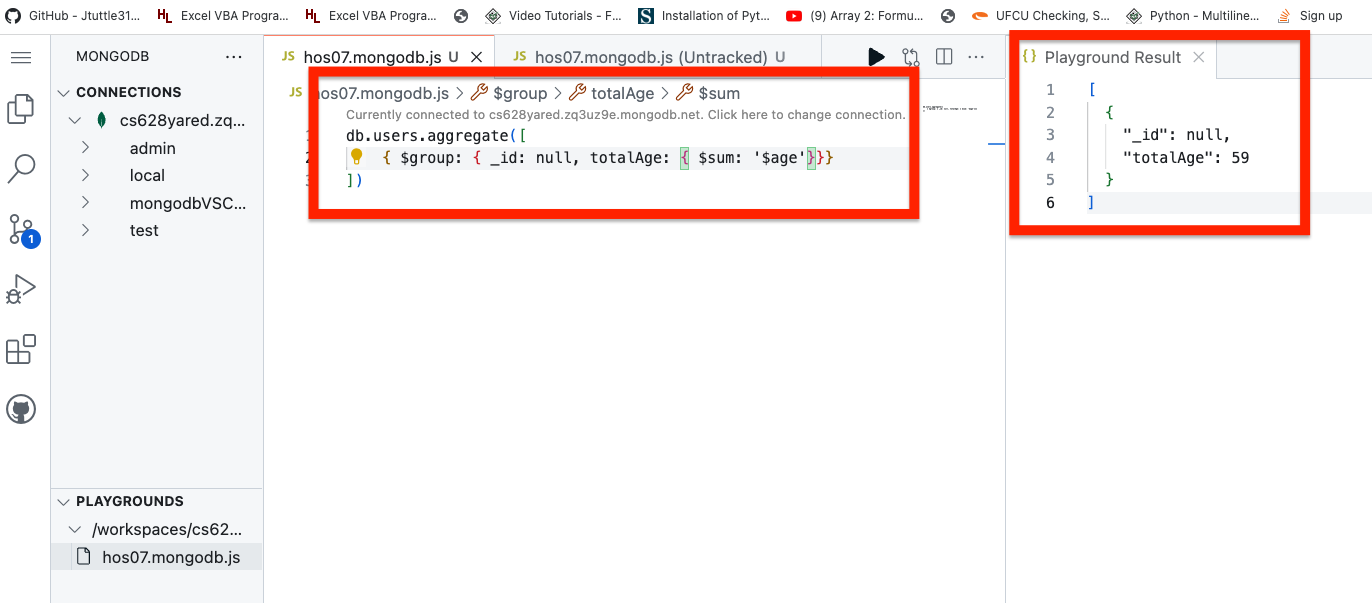 GitHub - Jtuttle31...
Excel VBA Progra...
Excel VBA Progra...
Video Tutorials - F...
Installation of Pyt...
(9) Array 2: Formu...
UFCU Checking, S...
Python - Multiline...
Sign up
MONGODB ...
CONNECTIONS
cs628yared.zq...
admin
local
mongodbVSC...
test
1
PLAYGROUNDS
/workspaces/cs62...
hos07.mongodb.js
JS hos07.mongodb.js U
JS hos07.mongodb.js (Untracked) U
JS hos07.mongodb.js > $group > totalAge > $sum
Currently connected to cs628yared.zq3uz9e.mongodb.net. Click here to change connection.
db.users.aggregate([
{ $group: { _id: null, totalAge: { $sum: '$age'}}}
])
{} Playground Result
1 [
2 {
3 "_id": null,
4 "totalAge": 59
5 }
6 ]